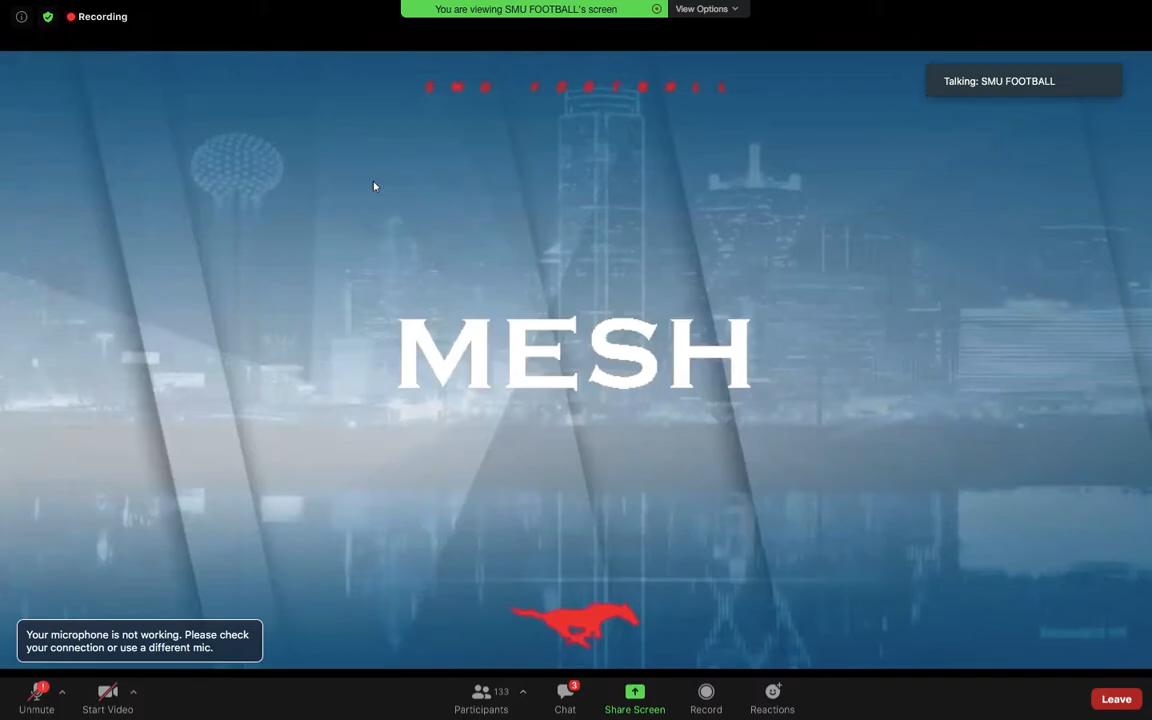 Recording
You are viewing SMU FOOTBALL's screen
View Options
SMU FOOTBALL
Talking: SMU FOOTBALL
MESH
Your microphone is not working. Please check
your connection or use a different mic.
Unmute
Start Video
Participants
133
Chat
3
Share Screen
Record
Reactions
Leave